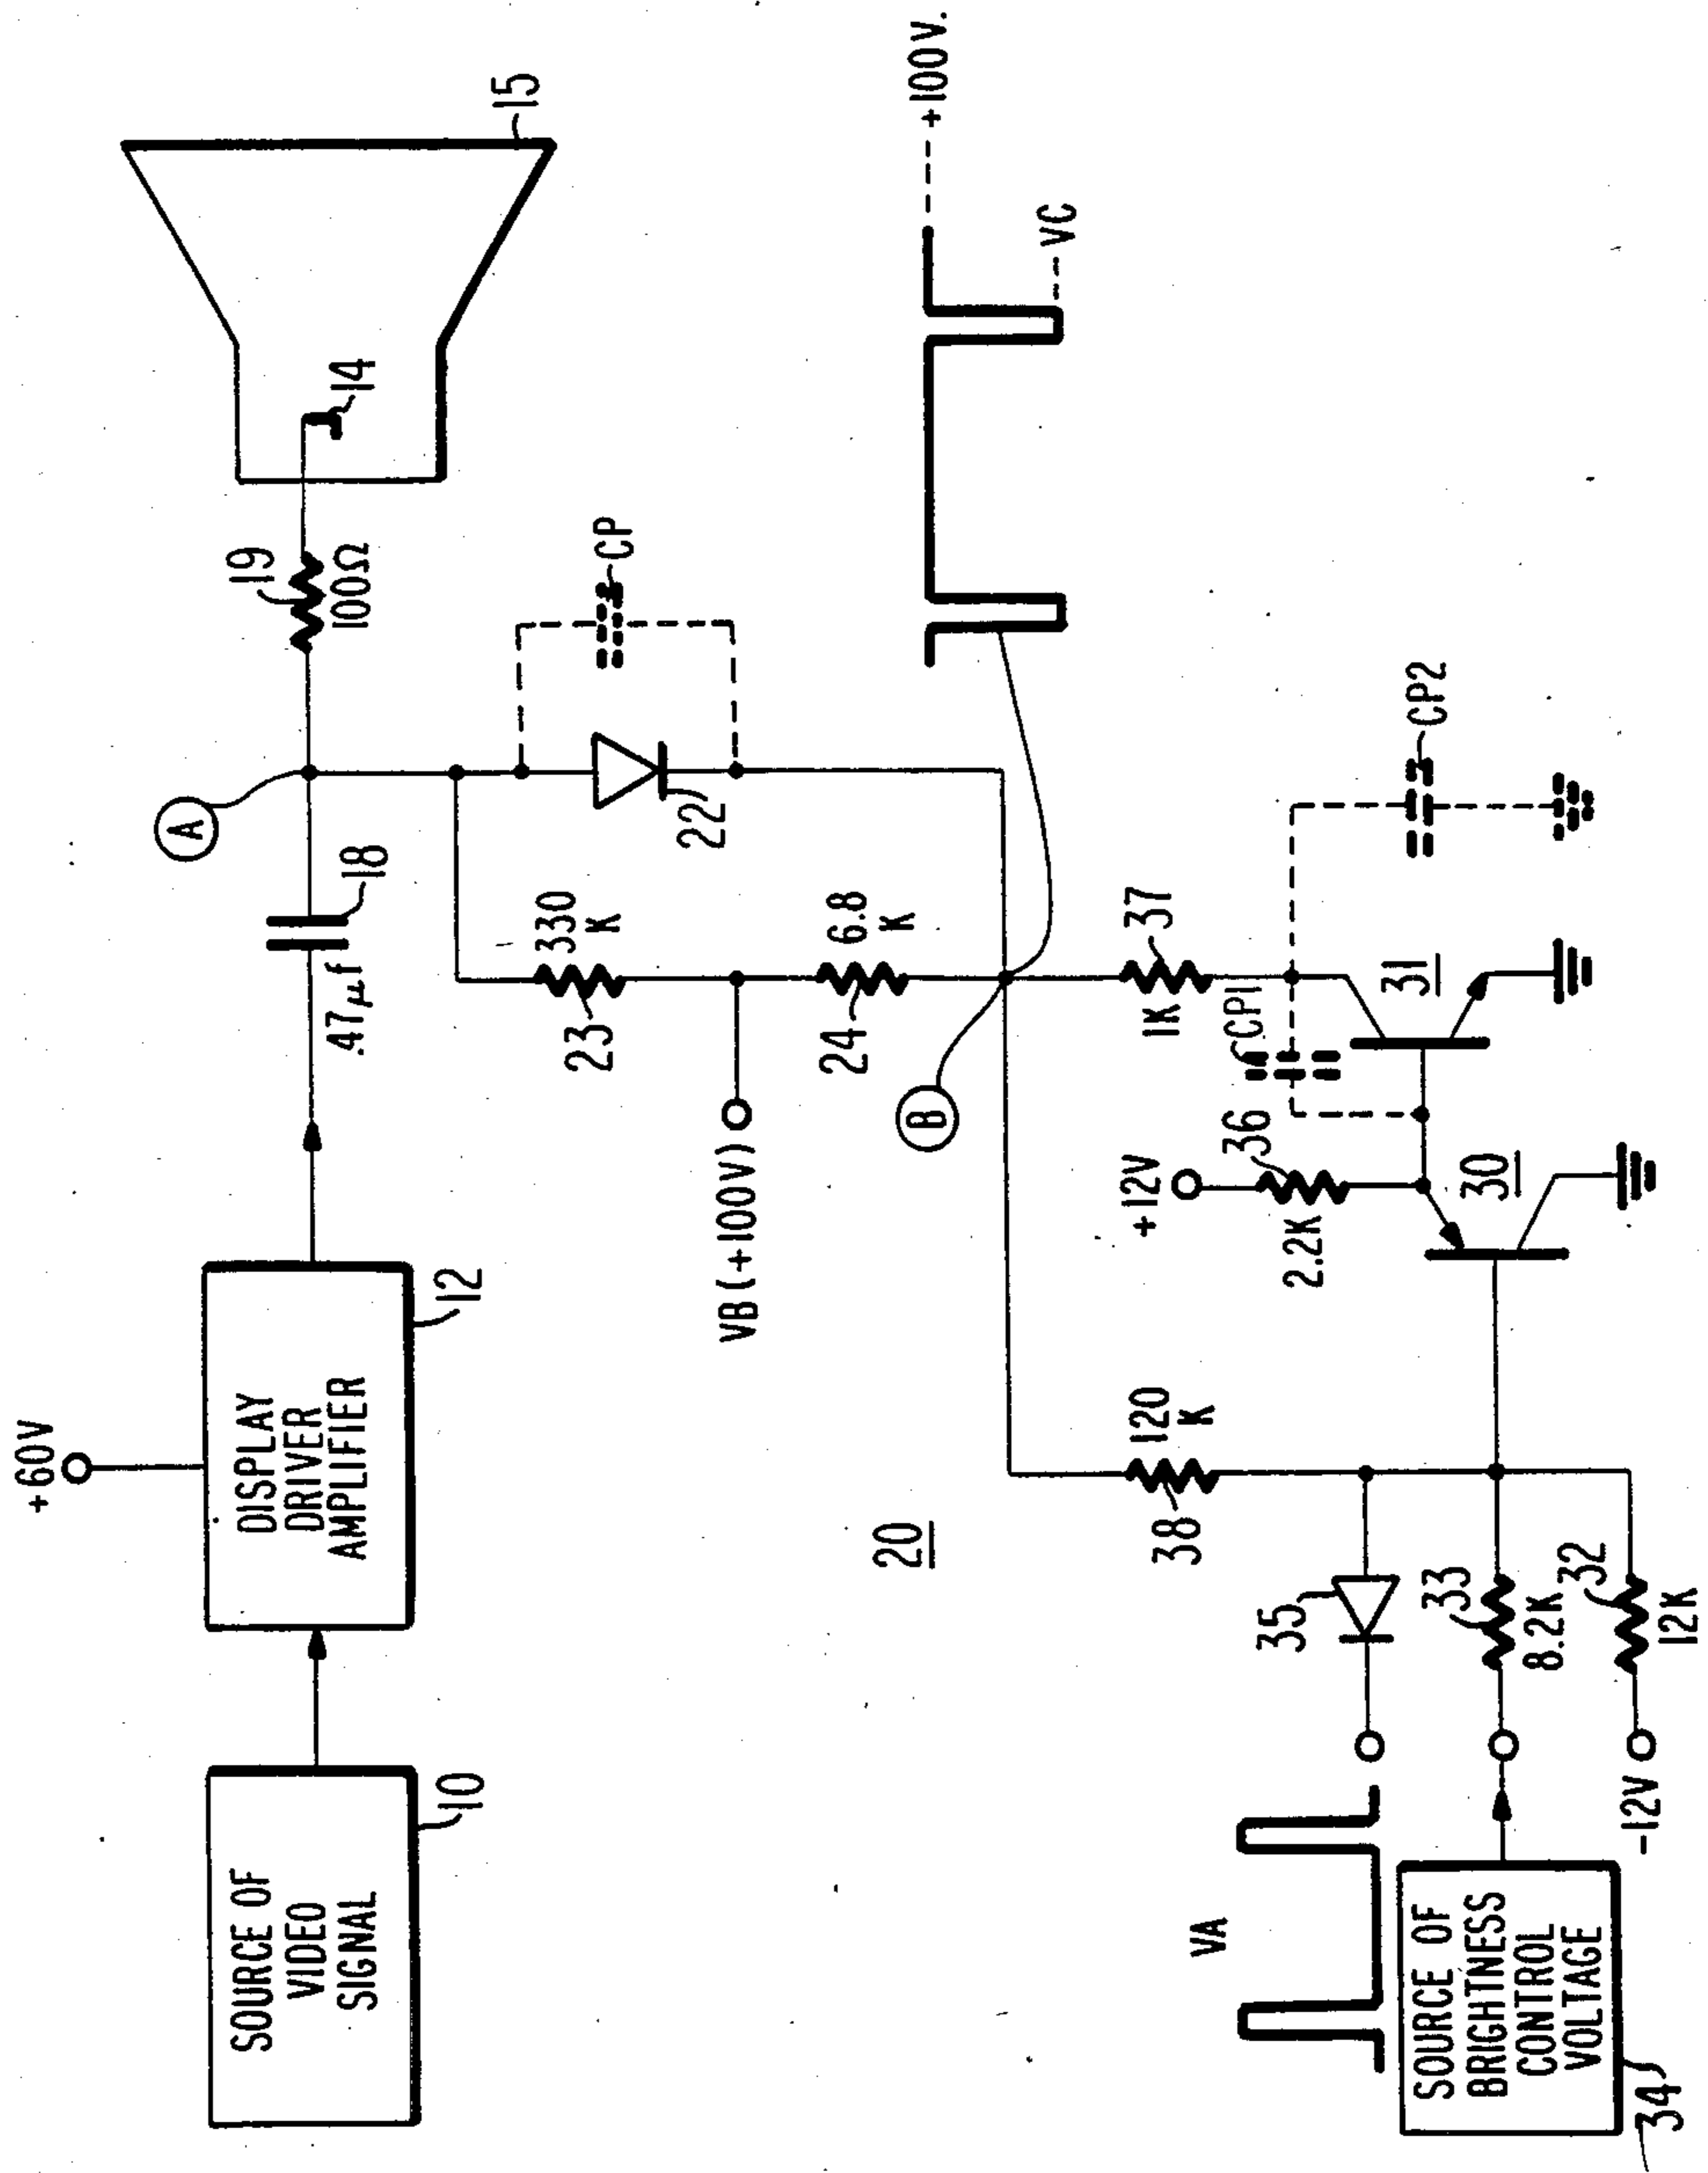 +60V
SOURCE OF
VIDEO
SIGNAL
10
DISPLAY
DRIVER
AMPLIFIER
12
.47μf
18
A
19
100Ω
14
15
330
K
23
22
CP
VB (+100V)
6.8
K
24
B
+100V.
VC
20
120
K
38
+12V
36
2.2K
CP1
1K
37
CP2
31
30
VA
35
33
8.2K
32
12K
-12V
SOURCE OF
BRIGHTNESS
CONTROL
VOLTAGE
34